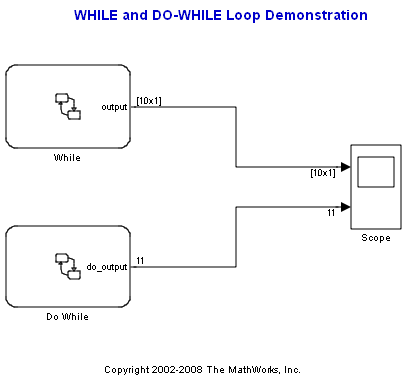 WHILE and DO-WHILE Loop Demonstration
output
[10x1]
While
[10x1]
11
Scope
do_output
11
Do While
Copyright 2002-2008 The MathWorks, Inc.